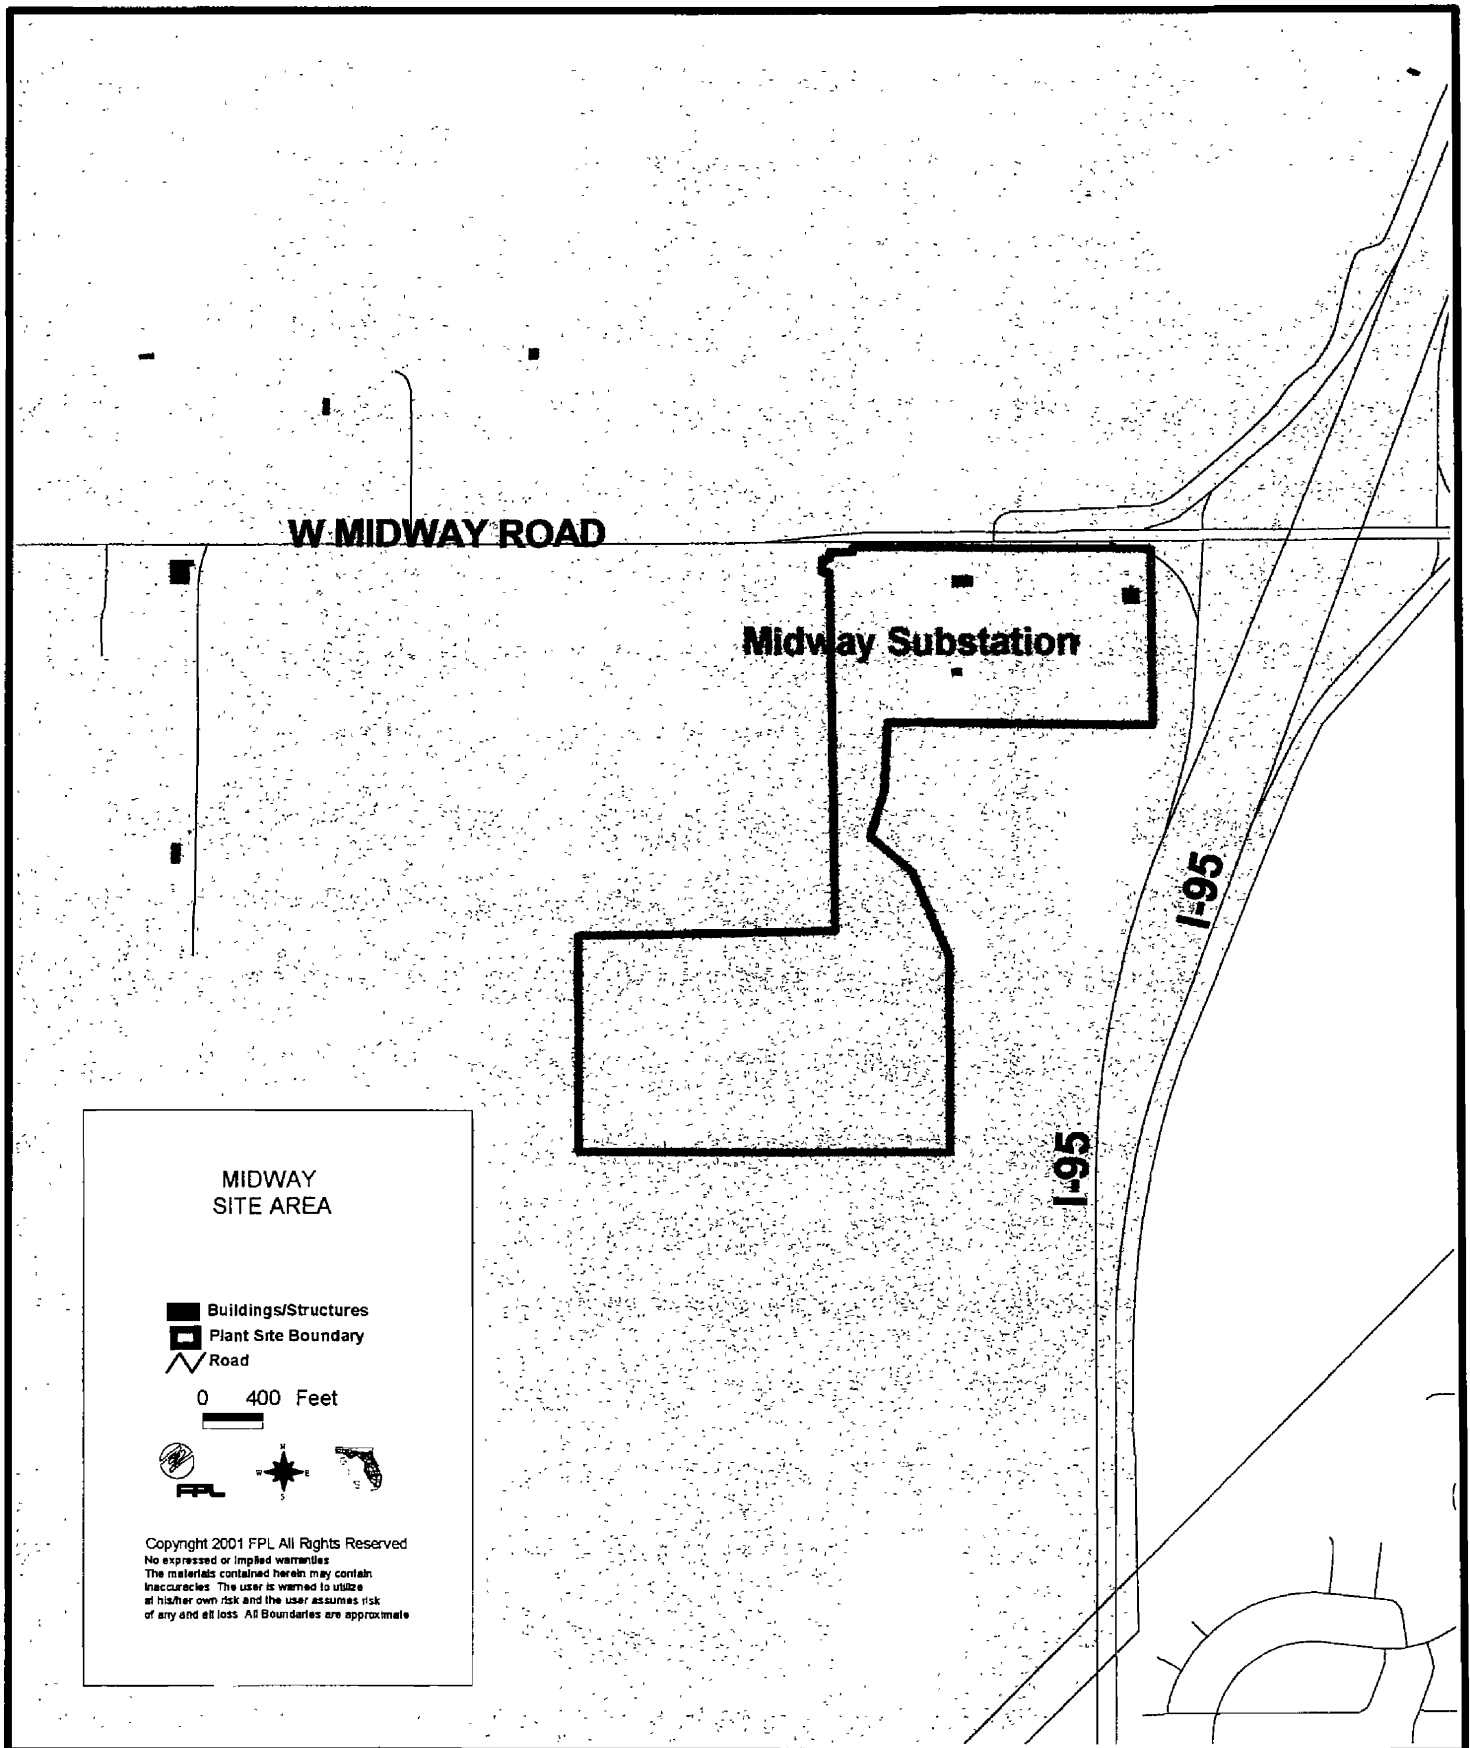 W MIDWAY ROAD
Midway Substation
I-95
I-95
MIDWAY
SITE AREA
Buildings/Structures
Plant Site Boundary
Road
0 400 Feet
N
W E
S
FPL
Copyright 2001 FPL All Rights Reserved
No expressed or implied warranties
The materials contained herein may contain
inaccuracies The user is warned to utilize
at his/her own risk and the user assumes risk
of any and all loss All Boundaries are approximate